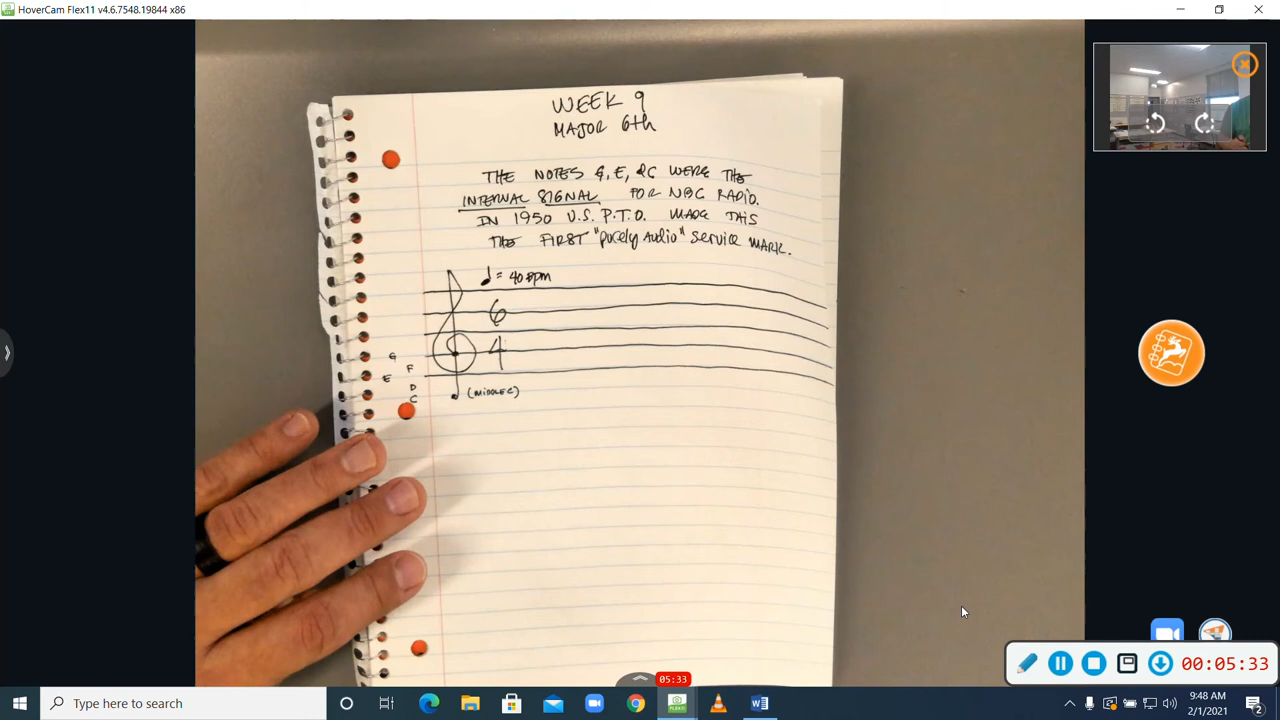 HoverCam Flex11 v4.6.7548.19844 x86
WEEK 9
MAJOR 6th
THE NOTES G, E, & C WERE THE
INTERNAL SIGNAL FOR NBC RADIO.
IN 1950 U.S. P.T.O. MADE THIS
THE FIRST "PURELY AUDIO" SERVICE MARK.
♩ = 40 BPM
6
4
G
F
E
D
C
(MIDDLE C)
00:05:33
05:33
Type here to search
9:48 AM
2/1/2021
2